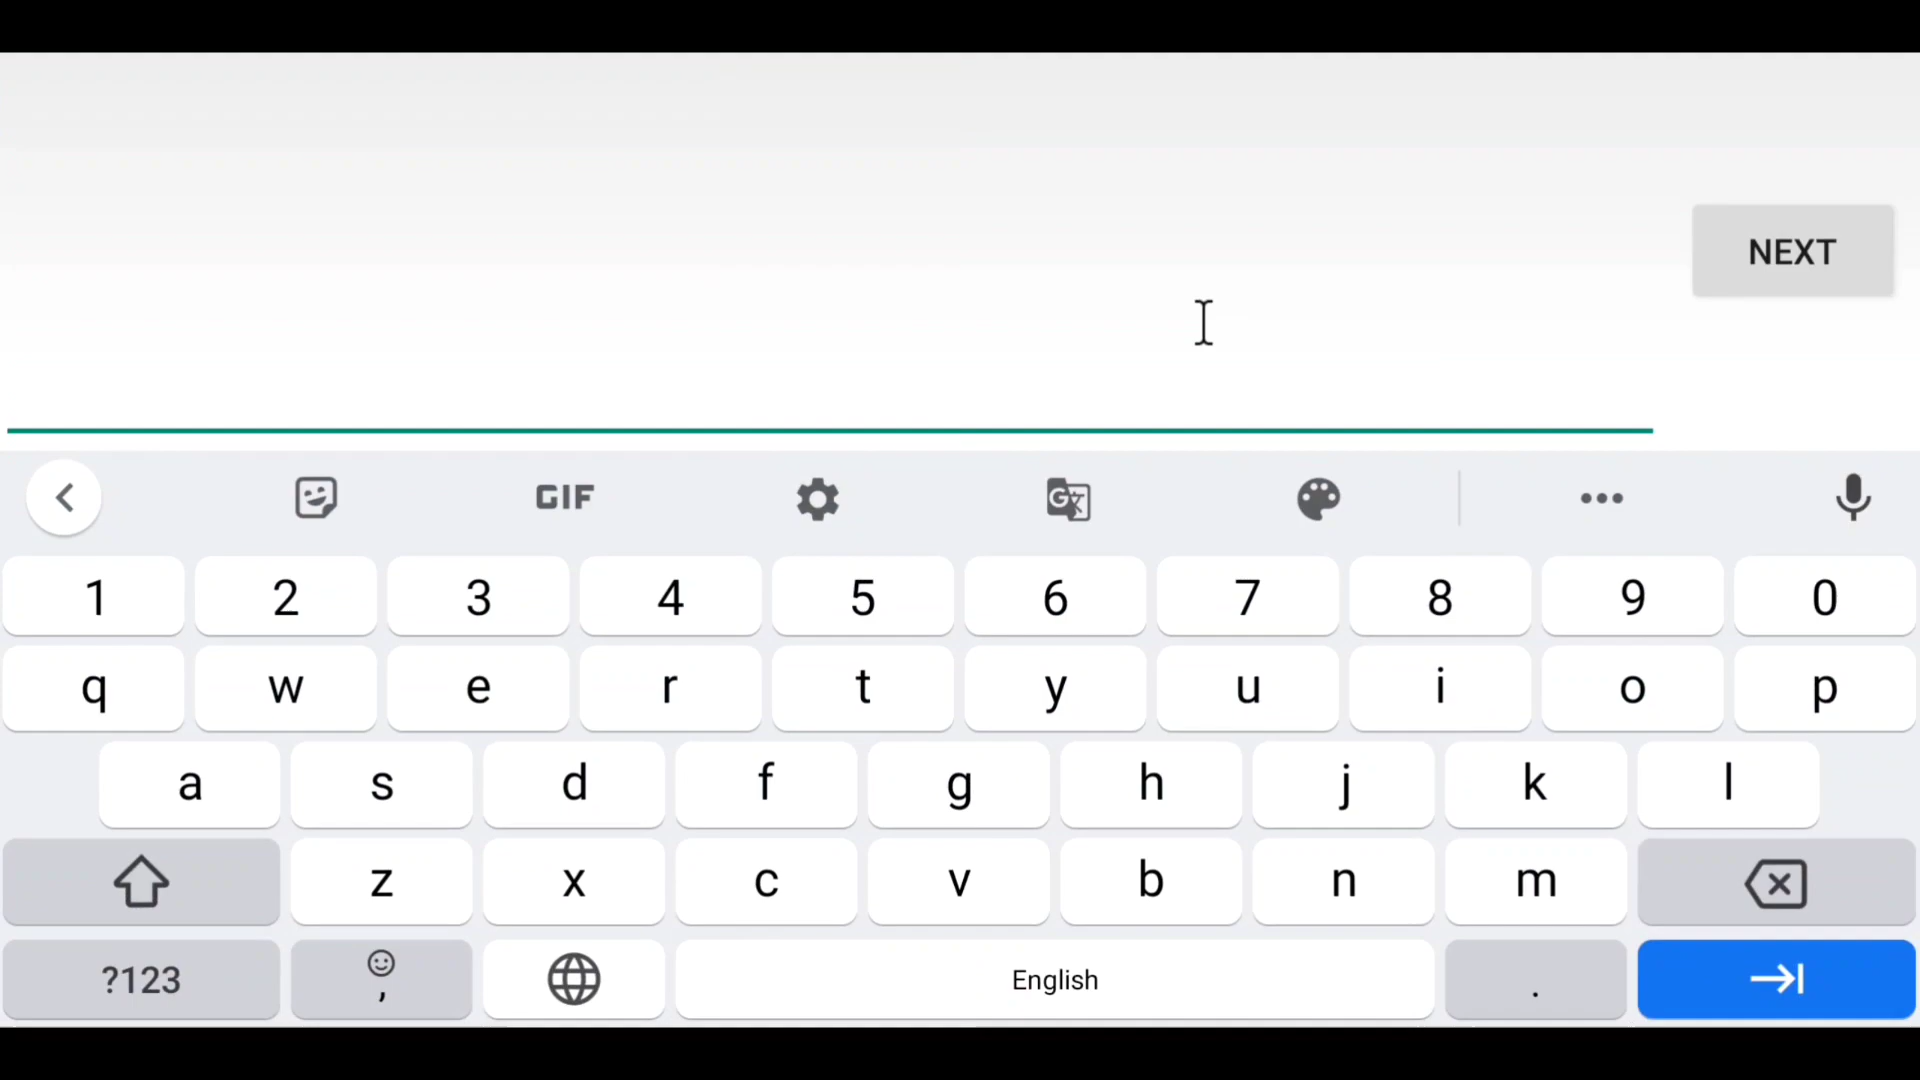 NEXT
GIF
1 2 3 4 5 6 7 8 9 0
q w e r t y u i o p
a s d f g h j k l
z x c v b n m
?123 , English .